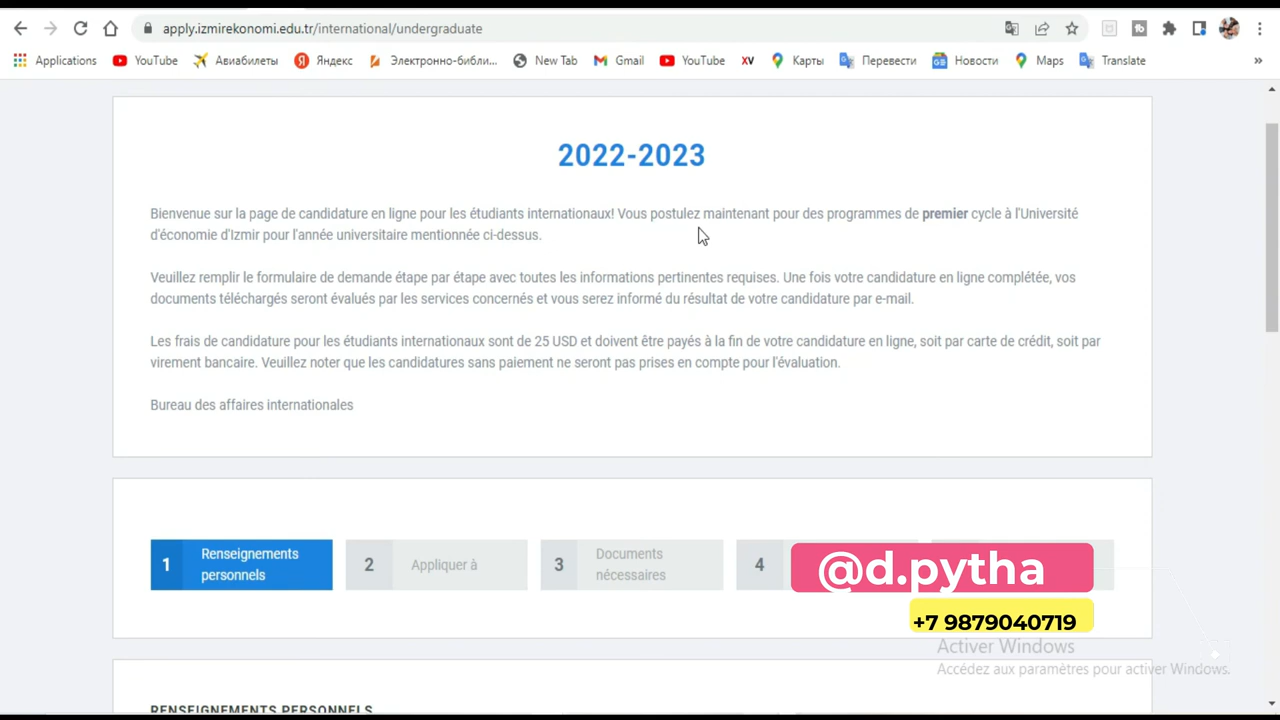 apply.izmirekonomi.edu.tr/international/undergraduate
Applications YouTube Авиабилеты Яндекс Электронно-библи... New Tab Gmail YouTube XV Карты Перевести Новости Maps Translate »
2022-2023
Bienvenue sur la page de candidature en ligne pour les étudiants internationaux! Vous postulez maintenant pour des programmes de premier cycle à l'Université
d'économie d'Izmir pour l'année universitaire mentionnée ci-dessus.
Veuillez remplir le formulaire de demande étape par étape avec toutes les informations pertinentes requises. Une fois votre candidature en ligne complétée, vos
documents téléchargés seront évalués par les services concernés et vous serez informé du résultat de votre candidature par e-mail.
Les frais de candidature pour les étudiants internationaux sont de 25 USD et doivent être payés à la fin de votre candidature en ligne, soit par carte de crédit, soit par
virement bancaire. Veuillez noter que les candidatures sans paiement ne seront pas prises en compte pour l'évaluation.
Bureau des affaires internationales
1 Renseignements
personnels
2 Appliquer à
3 Documents
nécessaires
4
@d.pytha
+7 9879040719
Activer Windows
Accédez aux paramètres pour activer Windows.
RENSEIGNEMENTS PERSONNELS